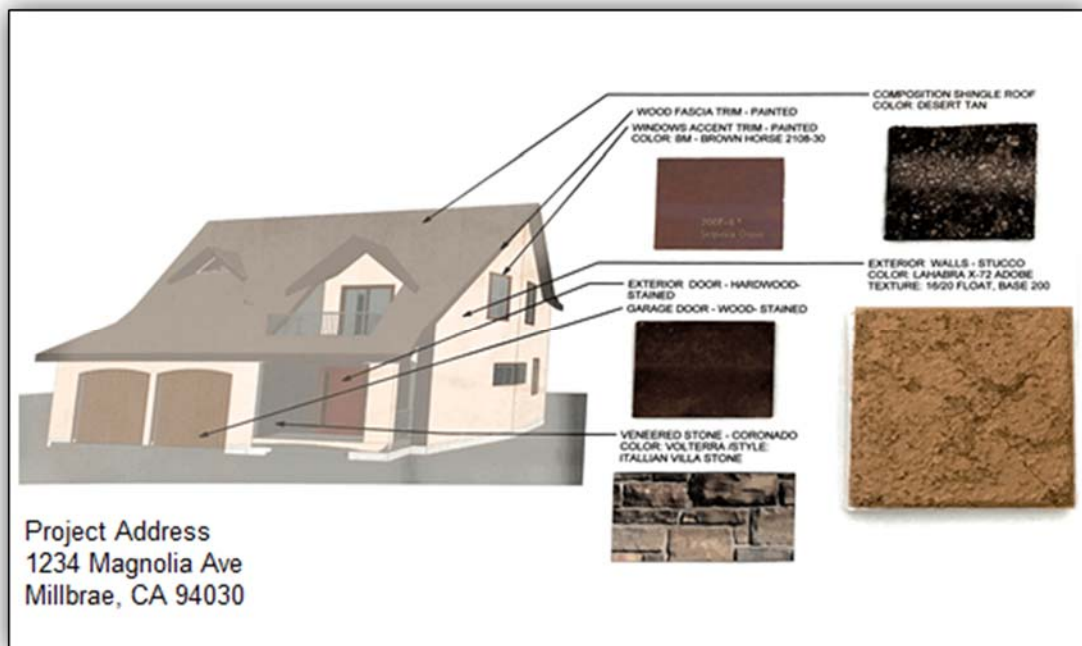 COMPOSITION SHINGLE ROOF
COLOR: DESERT TAN
WOOD FASCIA TRIM - PAINTED
WINDOWS ACCENT TRIM - PAINTED
COLOR: BM - BROWN HORSE 2108-30
EXTERIOR WALLS - STUCCO
COLOR: LAHABRA X-72 ADOBE
TEXTURE: 16/20 FLOAT, BASE 200
EXTERIOR DOOR - HARDWOOD-
STAINED
GARAGE DOOR - WOOD- STAINED
VENEERED STONE - CORONADO
COLOR: VOLTERRA /STYLE:
ITALLIAN VILLA STONE
Project Address
1234 Magnolia Ave
Millbrae, CA 94030